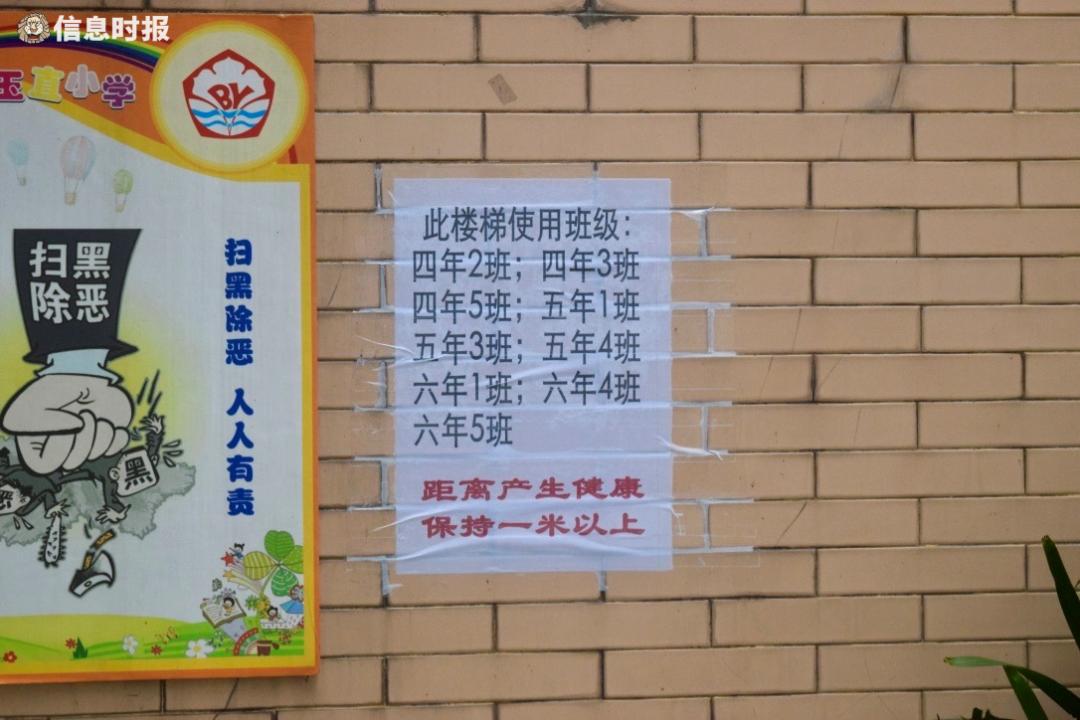 信息时报
玉直小学
BY
扫黑
除恶
扫黑除恶 人人有责
黑
恶
此楼梯使用班级：
四年2班；四年3班
四年5班；五年1班
五年3班；五年4班
六年1班；六年4班
六年5班
距离产生健康
保持一米以上